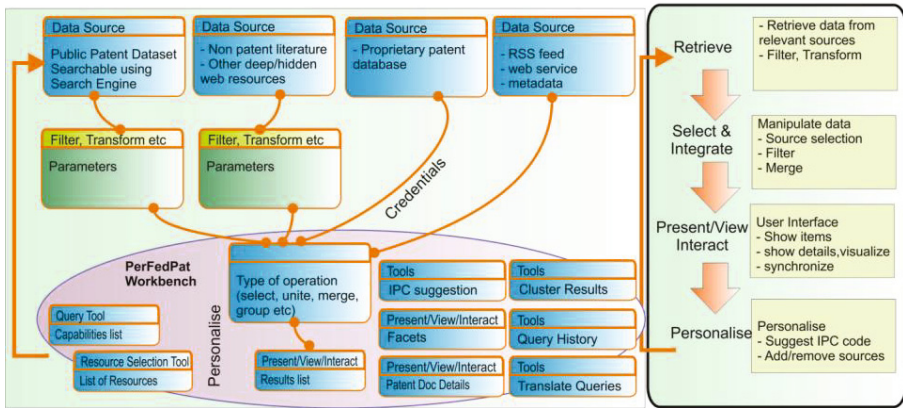 Data Source
Public Patent Dataset
Searchable using
Search Engine
Data Source
- Non patent literature
- Other deep/hidden
web resources
Data Source
- Proprietary patent
database
Data Source
- RSS feed
- web service
- metadata
Filter, Transform etc
Parameters
Filter, Transform etc
Parameters
Credentials
PerFedPat
Workbench
Personalise
Type of operation
(select, unite, merge,
group etc)
Present/View/Interact
Results list
Query Tool
Capabilities list
Resource Selection Tool
List of Resources
Tools
IPC suggestion
Tools
Cluster Results
Present/View/Interact
Facets
Tools
Query History
Present/View/Interact
Patent Doc Details
Tools
Translate Queries
Retrieve
- Retrieve data from
relevant sources
- Filter, Transform
Select &
Integrate
Manipulate data
- Source selection
- Filter
- Merge
Present/View
Interact
User Interface
- Show items
- show details,visualize
- synchronize
Personalise
Personalise
- Suggest IPC code
- Add/remove sources